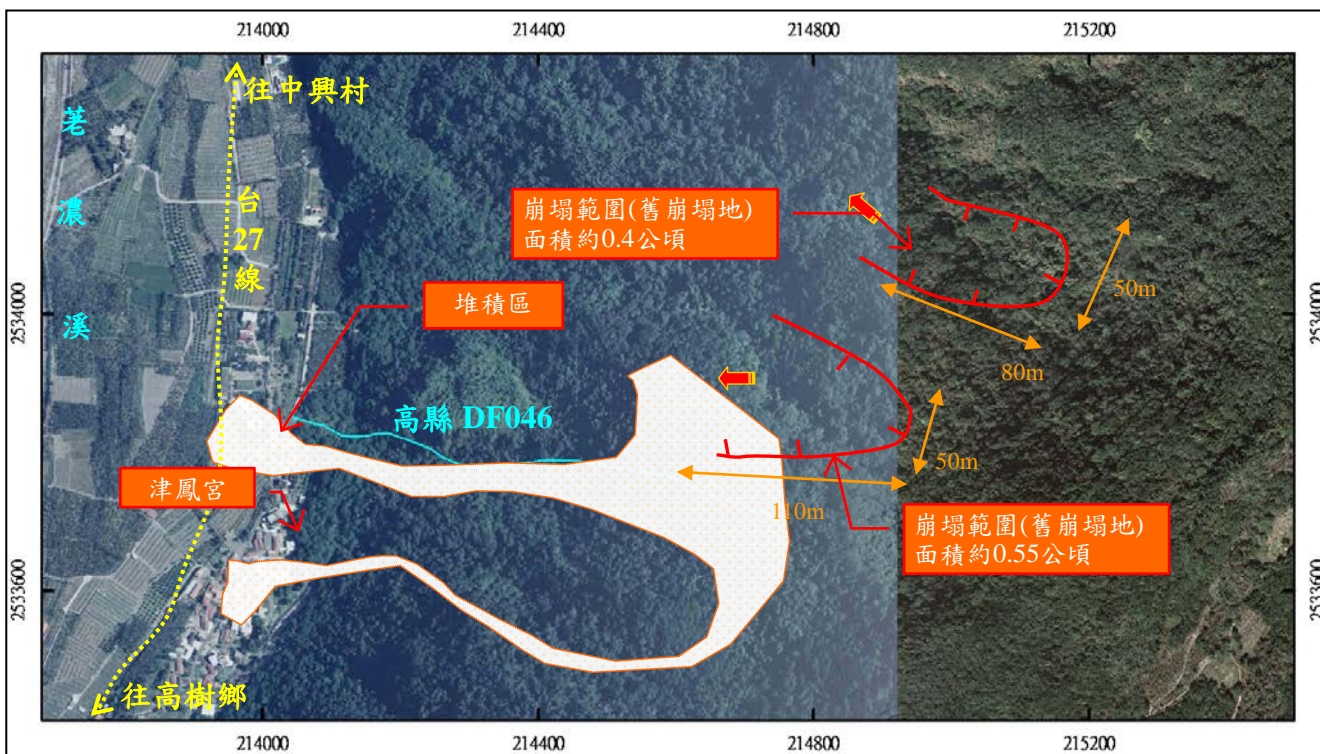 214000
214400
214800
215200
往中興村
荖
濃
溪
台
27
線
崩塌範圍(舊崩塌地)
面積約0.4公頃
50m
2534000
2534000
堆積區
80m
高縣 DF046
50m
津鳳宮
110m
崩塌範圍(舊崩塌地)
面積約0.55公頃
2533600
2533600
往高樹鄉
214000
214400
214800
215200